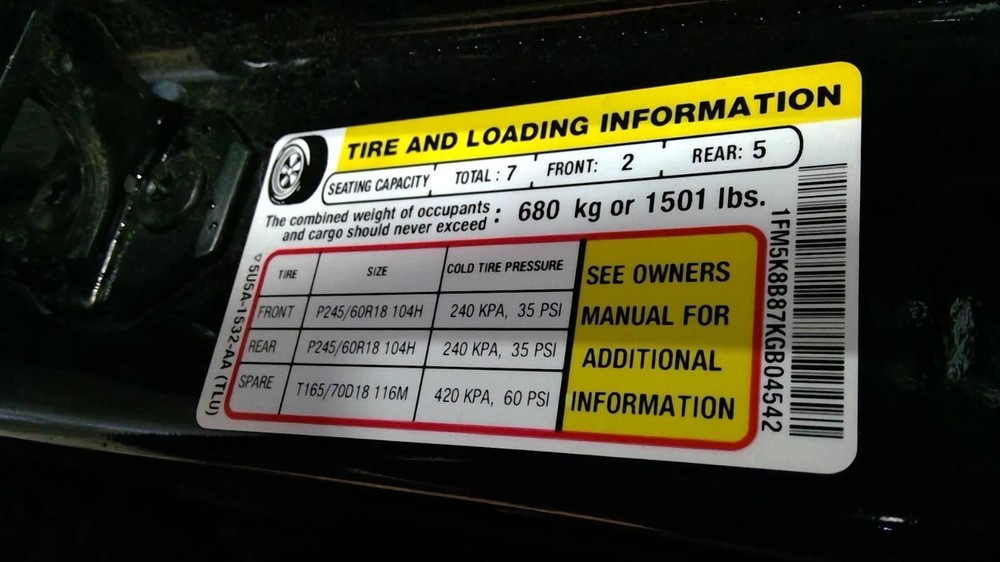 TIRE AND LOADING INFORMATION
SEATING CAPACITY TOTAL : 7 FRONT: 2 REAR: 5
The combined weight of occupants and cargo should never exceed : 680 kg or 1501 lbs.
TIRE SIZE COLD TIRE PRESSURE
FRONT P245/60R18 104H 240 KPA, 35 PSI
REAR P245/60R18 104H 240 KPA, 35 PSI
SPARE T165/70D18 116M 420 KPA, 60 PSI
SEE OWNERS
MANUAL FOR
ADDITIONAL
INFORMATION
5U5A-1532-AA (TLU)
1FM5K8B87KGB04542